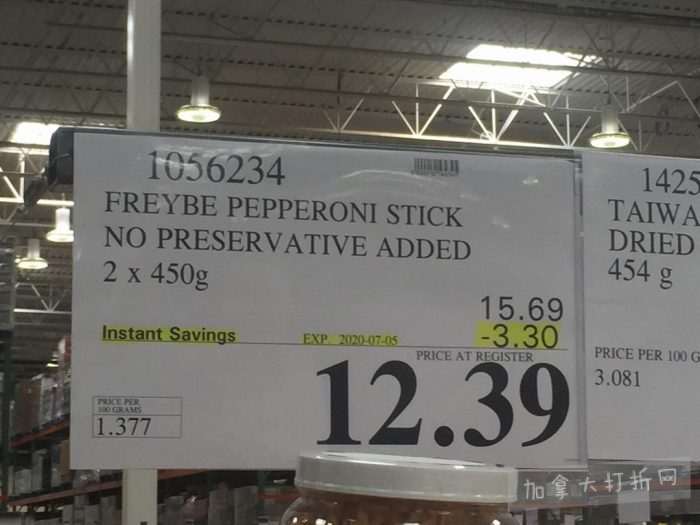 1056234
FREYBE PEPPERONI STICK
NO PRESERVATIVE ADDED
2 x 450g
15.69
Instant Savings EXP. 2020-07-05 -3.30
PRICE AT REGISTER
12.39
PRICE PER
100 GRAMS
1.377
1425
TAIWA
DRIED
454 g
PRICE PER 100 G
3.081
加拿大打折网